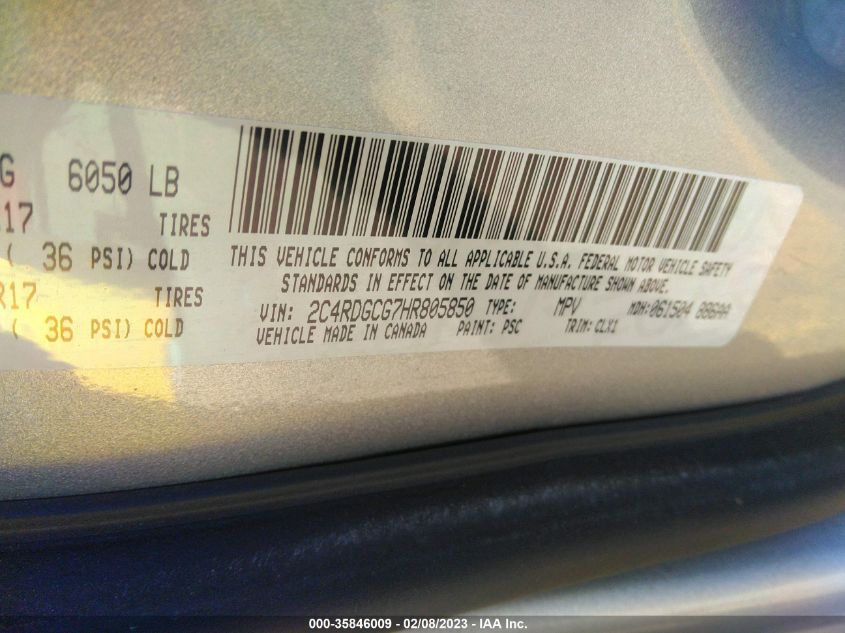 G 6050 LB
17 TIRES
( 36 PSI) COLD
R17 TIRES
( 36 PSI) COLD
THIS VEHICLE CONFORMS TO ALL APPLICABLE U.S.A. FEDERAL MOTOR VEHICLE SAFETY
STANDARDS IN EFFECT ON THE DATE OF MANUFACTURE SHOWN ABOVE.
VIN: 2C4RDGCG7HR805850 TYPE: MPV MDH:061504 886AA
VEHICLE MADE IN CANADA PAINT: PSC TRIM: CLX1
000-35846009 - 02/08/2023 - IAA Inc.